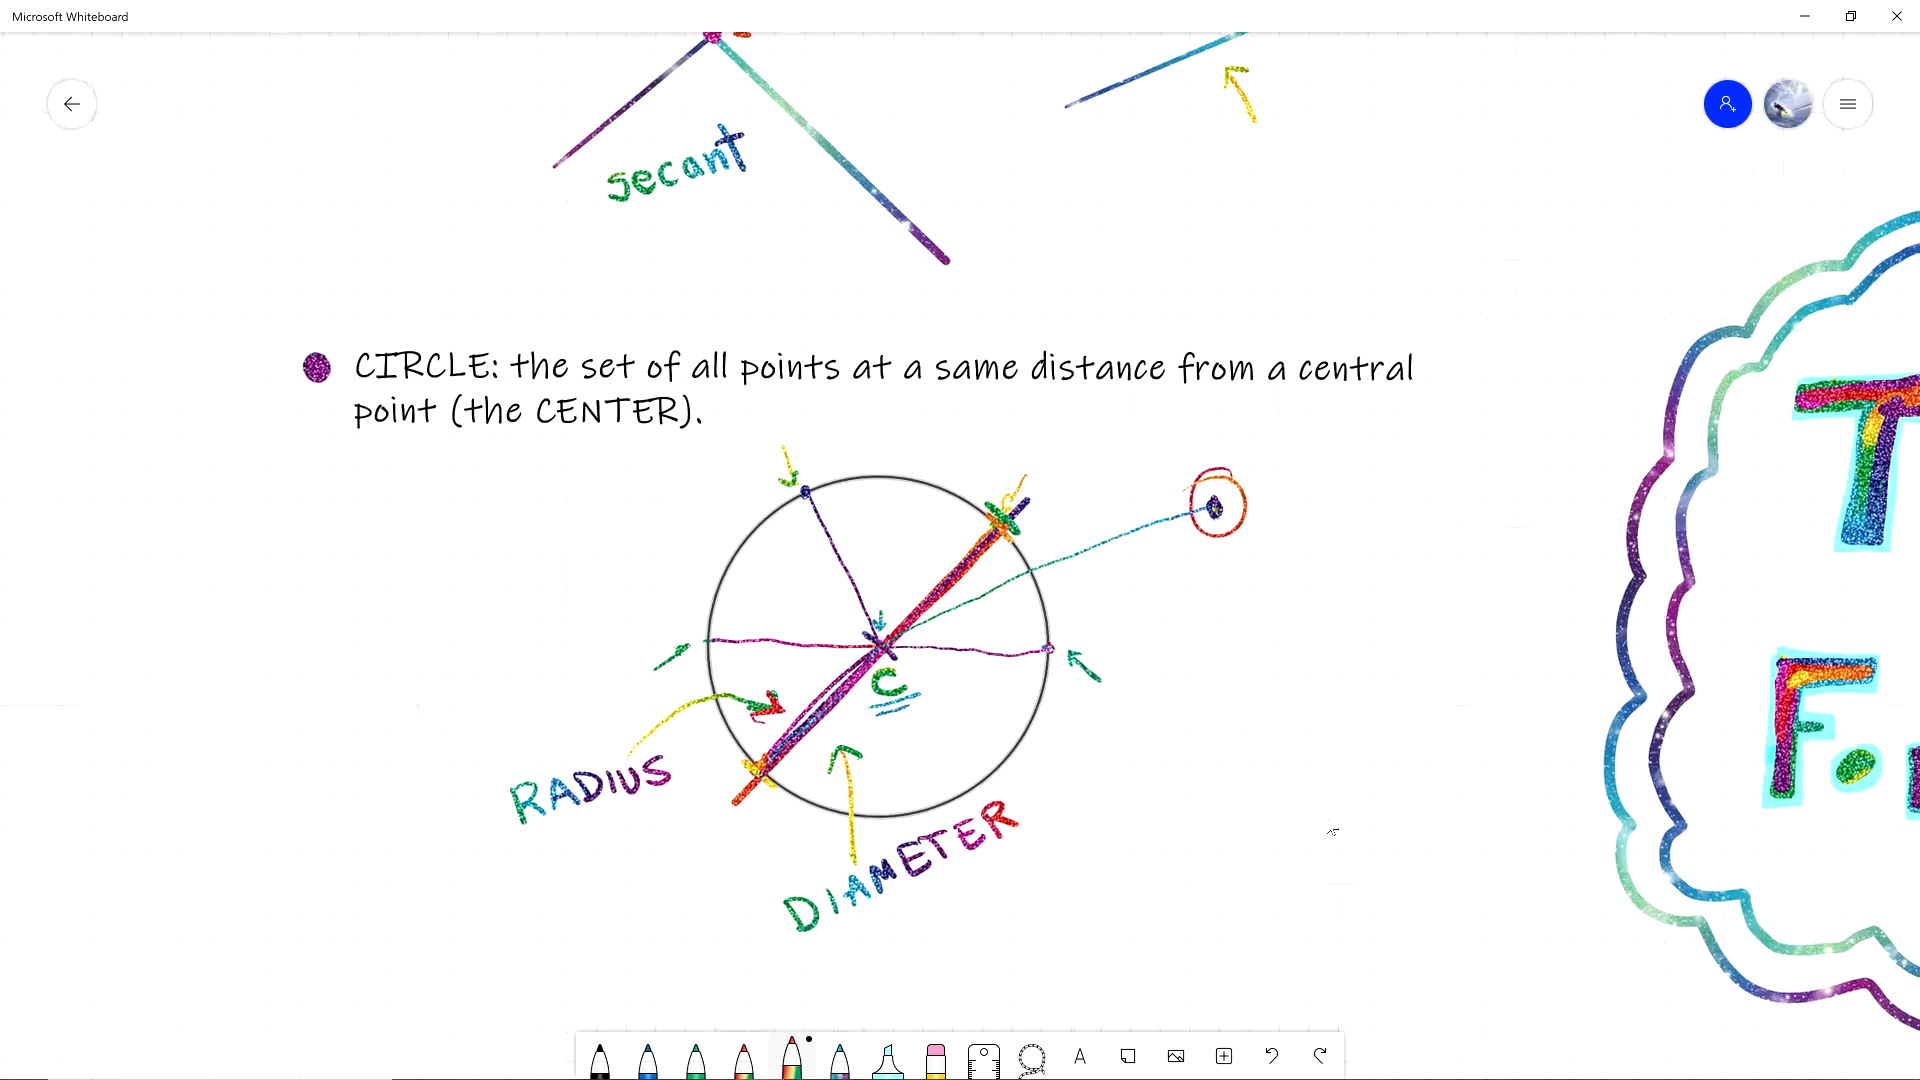 Microsoft Whiteboard
secant
CIRCLE: the set of all points at a same distance from a central
point (the CENTER).
T
C
F.
RADIUS
DIAMETER
A